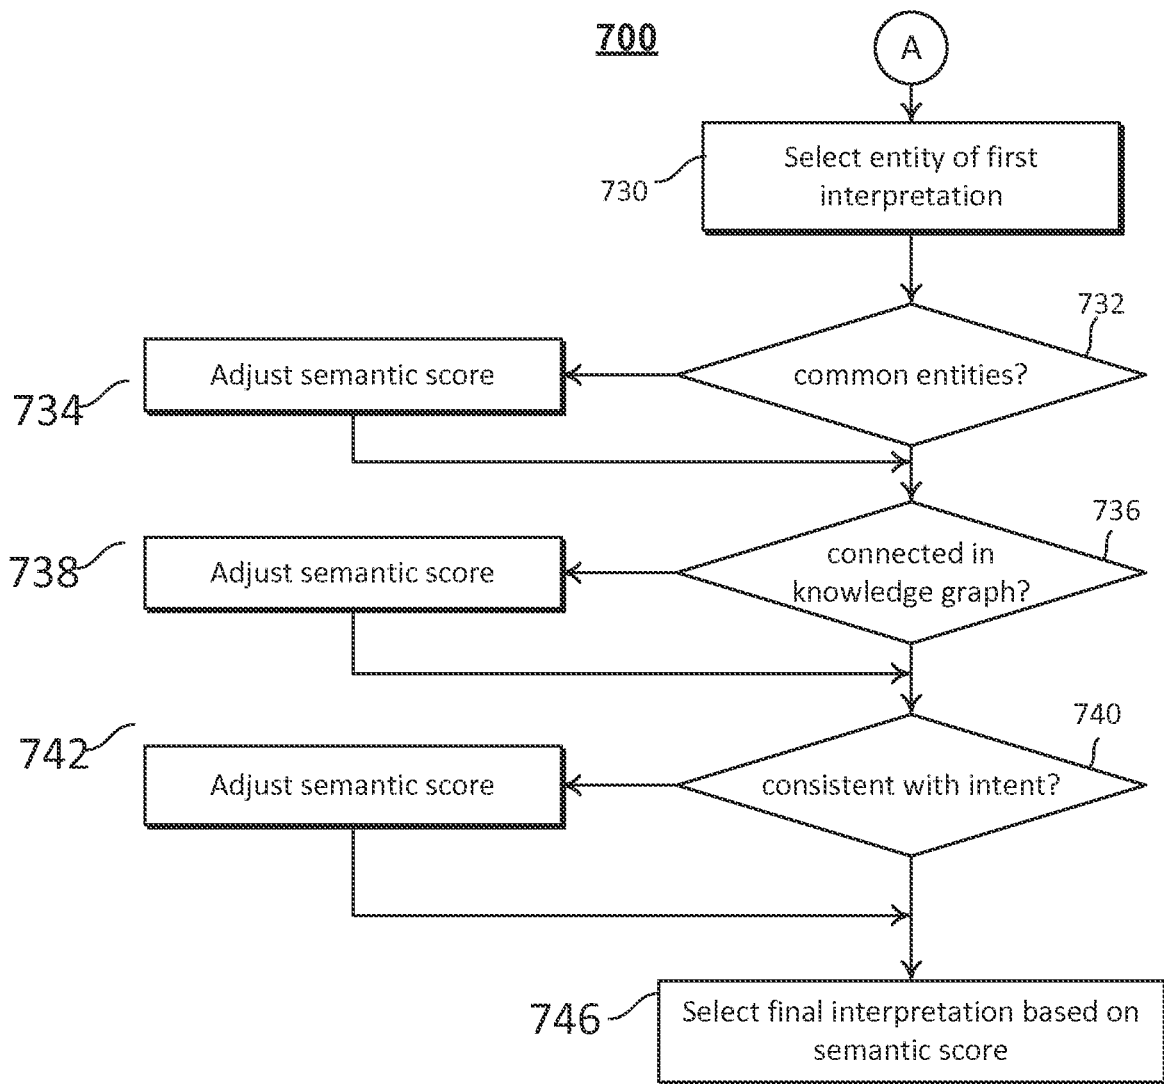 700
A
Select entity of first
interpretation
730
732
common entities?
Adjust semantic score
734
736
connected in
knowledge graph?
Adjust semantic score
738
740
consistent with intent?
Adjust semantic score
742
Select final interpretation based on
semantic score
746